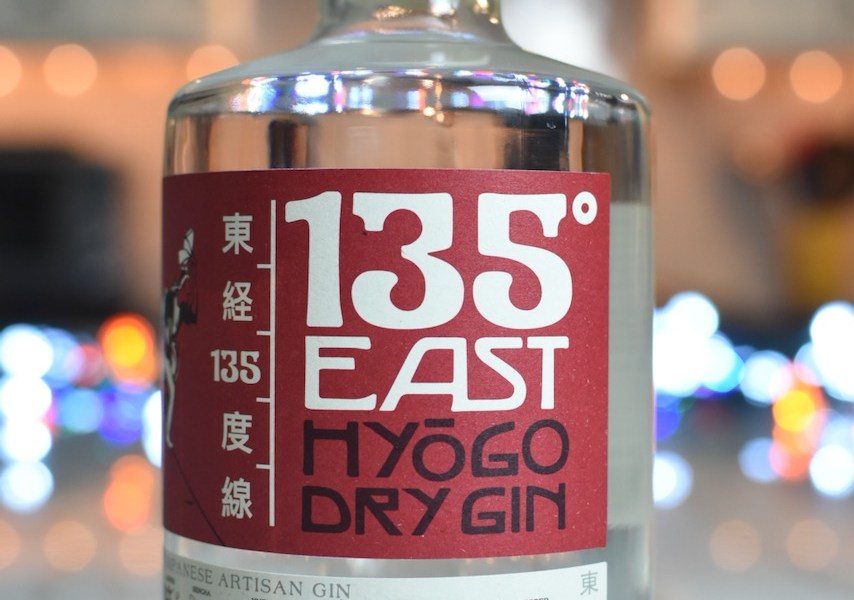 135°
EAST
HYŌGO
DRY GIN
東
経
135
度
線
JAPANESE ARTISAN GIN
東